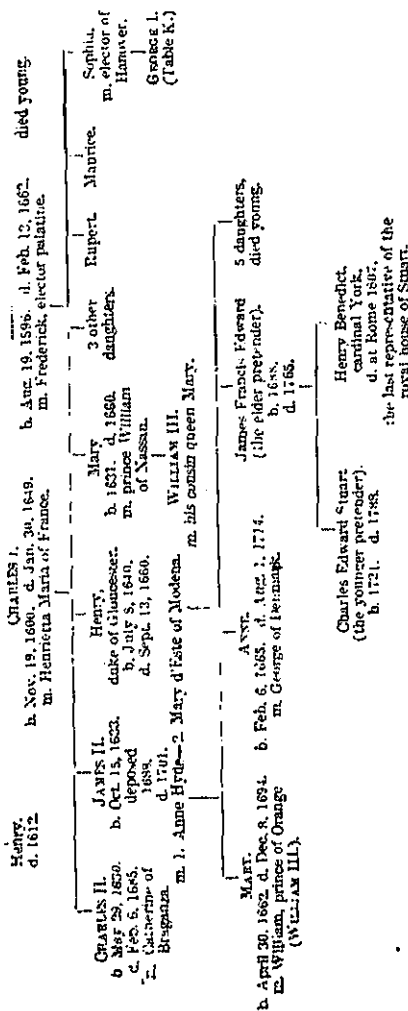 Henry.
d. 1612
CHARLES I.
b. Nov. 19, 1600. d. Jan. 30, 1649.
m. Henrietta Maria of France.
b. Aug. 19, 1596. d. Feb. 13, 1662.
m. Frederick, elector palatine.
died young.
CHARLES II.
b May 29, 1630.
d. Feb. 6, 1685.
m. Catherine of
Braganza.
JAMES II.
b. Oct. 15, 1633.
deposed
1688.
d. 1701.
Henry,
duke of Gloucester.
b. July 8, 1640.
d. Sept. 13, 1660.
Mary
b. 1631. d. 1660.
m. prince William
of Nassau.
3 other
daughters.
Rupert.
Maurice.
Sophia,
m. elector of
Hanover.
WILLIAM III.
m. his cousin queen Mary.
GEORGE I.
(Table K.)
m. 1. Anne Hyde—2 Mary d'Este of Modena.
MARY.
b. April 30, 1662 d. Dec. 8, 1694.
m. William, prince of Orange
(WILLIAM III.).
ANNE.
b. Feb. 6, 1665. d. Aug. 1, 1714.
m. George of Denmark.
James Francis Edward
(the elder pretender).
b. 1688.
d. 1765.
5 daughters,
died young.
Charles Edward Stuart
(the younger pretender).
b. 1721. d. 1788.
Henry Benedict,
cardinal York,
d. at Rome 1807,
the last representative of the
royal house of Stuart.